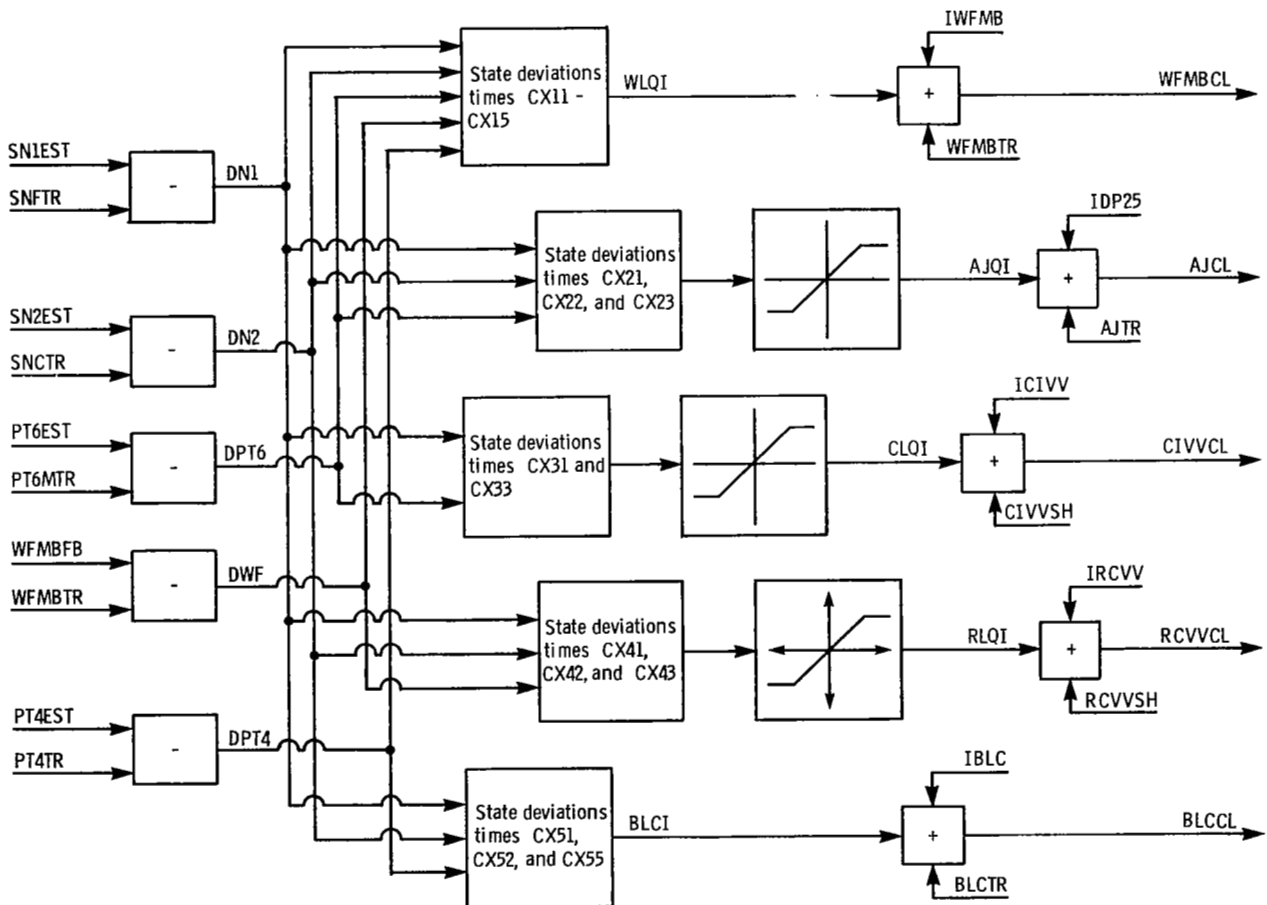 IWFMB
State deviations
times CX11 -
CX15
WLQI
+
WFMBCL
WFMBTR
SN1EST
SNFTR
-
DN1
IDP25
State deviations
times CX21,
CX22, and CX23
AJQI
+
AJCL
AJTR
SN2EST
SNCTR
-
DN2
ICIVV
PT6EST
PT6MTR
-
DPT6
State deviations
times CX31 and
CX33
CLQI
+
CIVVCL
CIVVSH
WFMBFB
WFMBTR
-
DWF
IRCVV
State deviations
times CX41,
CX42, and CX43
RLQI
+
RCVVCL
RCVVSH
PT4EST
PT4TR
-
DPT4
IBLC
State deviations
times CX51,
CX52, and CX55
BLCI
+
BLCCL
BLCTR